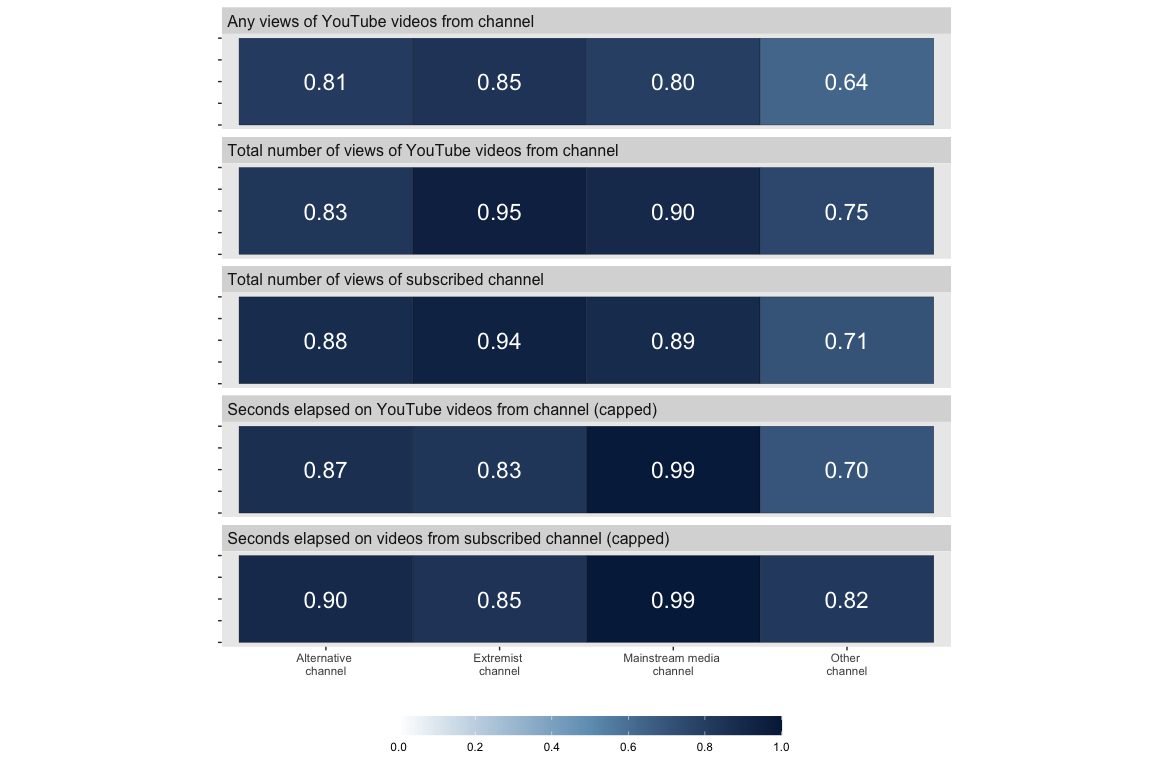 Any views of YouTube videos from channel
0.81 0.85 0.80 0.64
Total number of views of YouTube videos from channel
0.83 0.95 0.90 0.75
Total number of views of subscribed channel
0.88 0.94 0.89 0.71
Seconds elapsed on YouTube videos from channel (capped)
0.87 0.83 0.99 0.70
Seconds elapsed on videos from subscribed channel (capped)
0.90 0.85 0.99 0.82
Alternative Extremist Mainstream media Other
channel channel channel channel
0.0 0.2 0.4 0.6 0.8 1.0